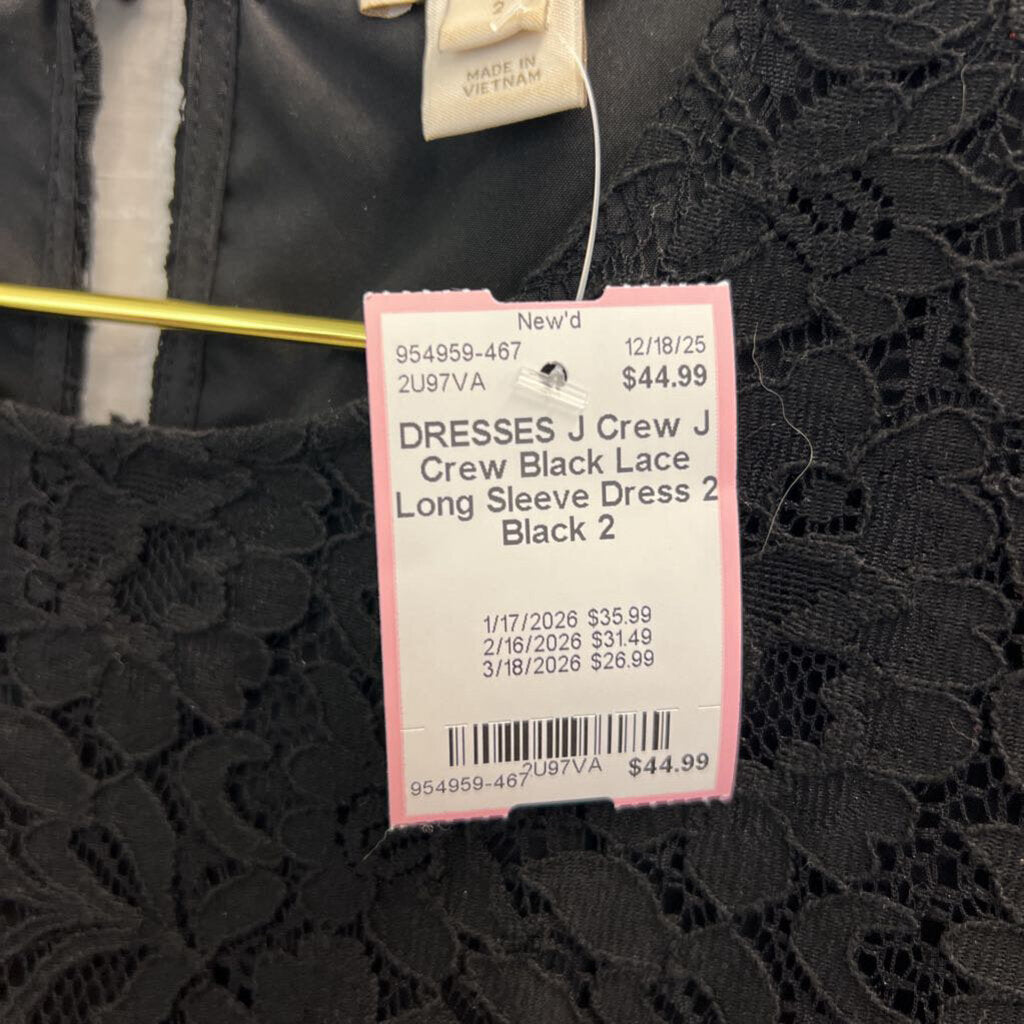 2
MADE IN
VIETNAM
New'd
954959-467 12/18/25
2U97VA $44.99
DRESSES J Crew J
Crew Black Lace
Long Sleeve Dress 2
Black 2
1/17/2026 $35.99
2/16/2026 $31.49
3/18/2026 $26.99
954959-467 2U97VA $44.99